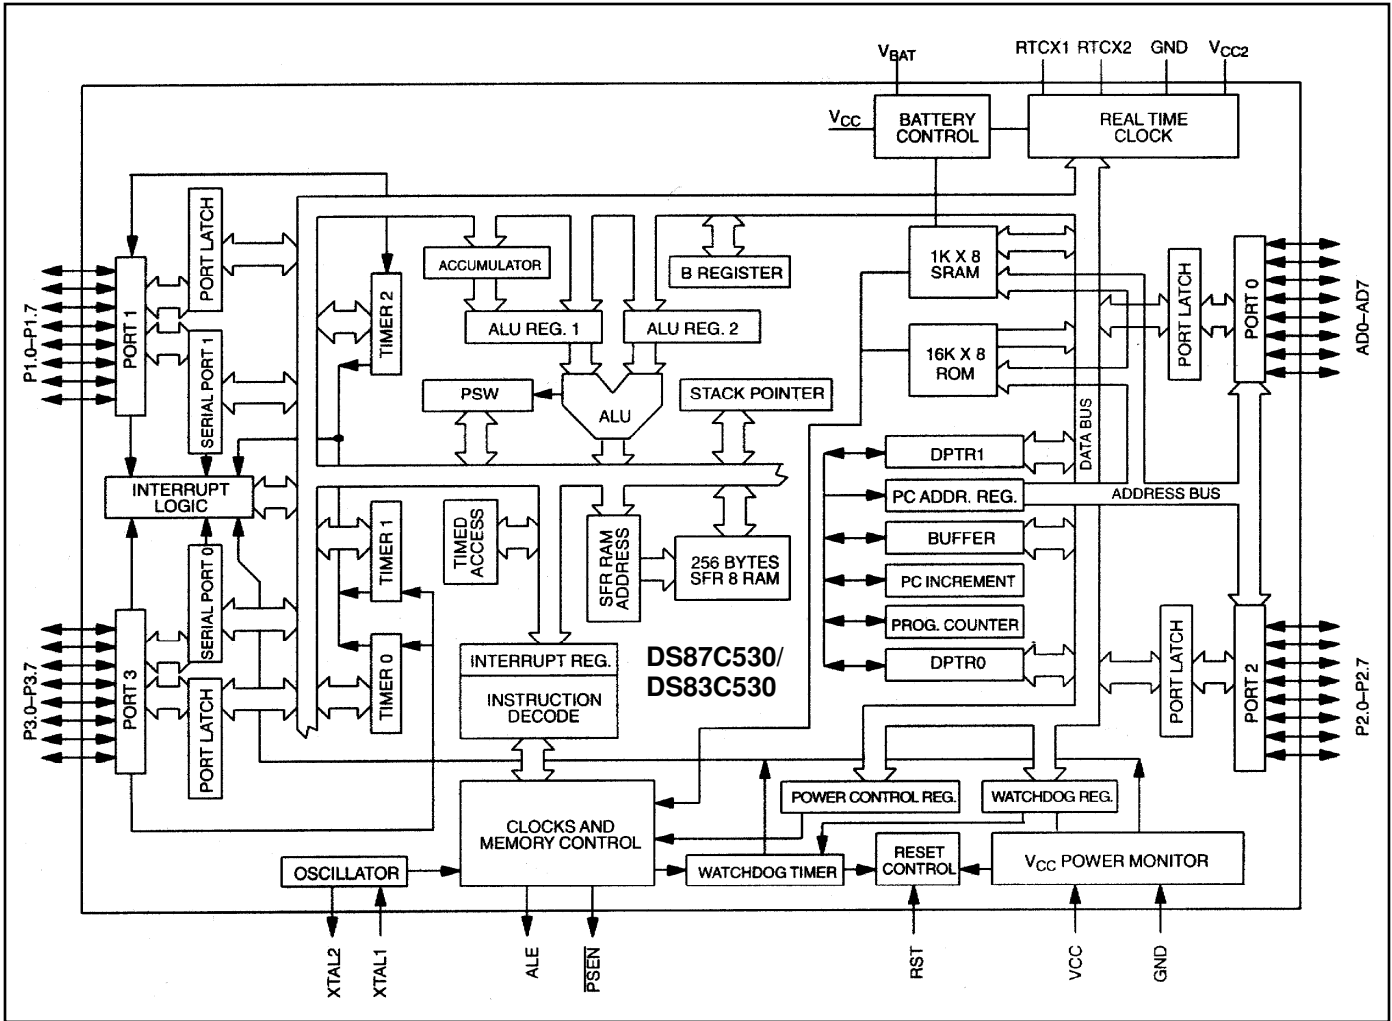 V_BAT
RTCX1 RTCX2 GND V_CC2
V_CC
BATTERY
CONTROL
REAL TIME
CLOCK
PORT LATCH
ACCUMULATOR
B REGISTER
1K X 8
SRAM
PORT LATCH
PORT 0
AD0–AD7
P1.0–P1.7
PORT 1
TIMER 2
ALU REG. 1
ALU REG. 2
16K X 8
ROM
SERIAL PORT 1
PSW
ALU
STACK POINTER
DATA BUS
INTERRUPT
LOGIC
DPTR1
PC ADDR. REG.
ADDRESS BUS
BUFFER
PC INCREMENT
PROG. COUNTER
DPTR0
TIMER 1
TIMED
ACCESS
SFR RAM
ADDRESS
256 BYTES
SFR 8 RAM
SERIAL PORT 0
P3.0–P3.7
PORT 3
PORT LATCH
TIMER 0
INTERRUPT REG.
INSTRUCTION
DECODE
DS87C530/
DS83C530
PORT LATCH
PORT 2
P2.0–P2.7
POWER CONTROL REG.
WATCHDOG REG.
CLOCKS AND
MEMORY CONTROL
OSCILLATOR
WATCHDOG TIMER
RESET
CONTROL
V_CC POWER MONITOR
XTAL2
XTAL1
ALE
PSEN
RST
VCC
GND